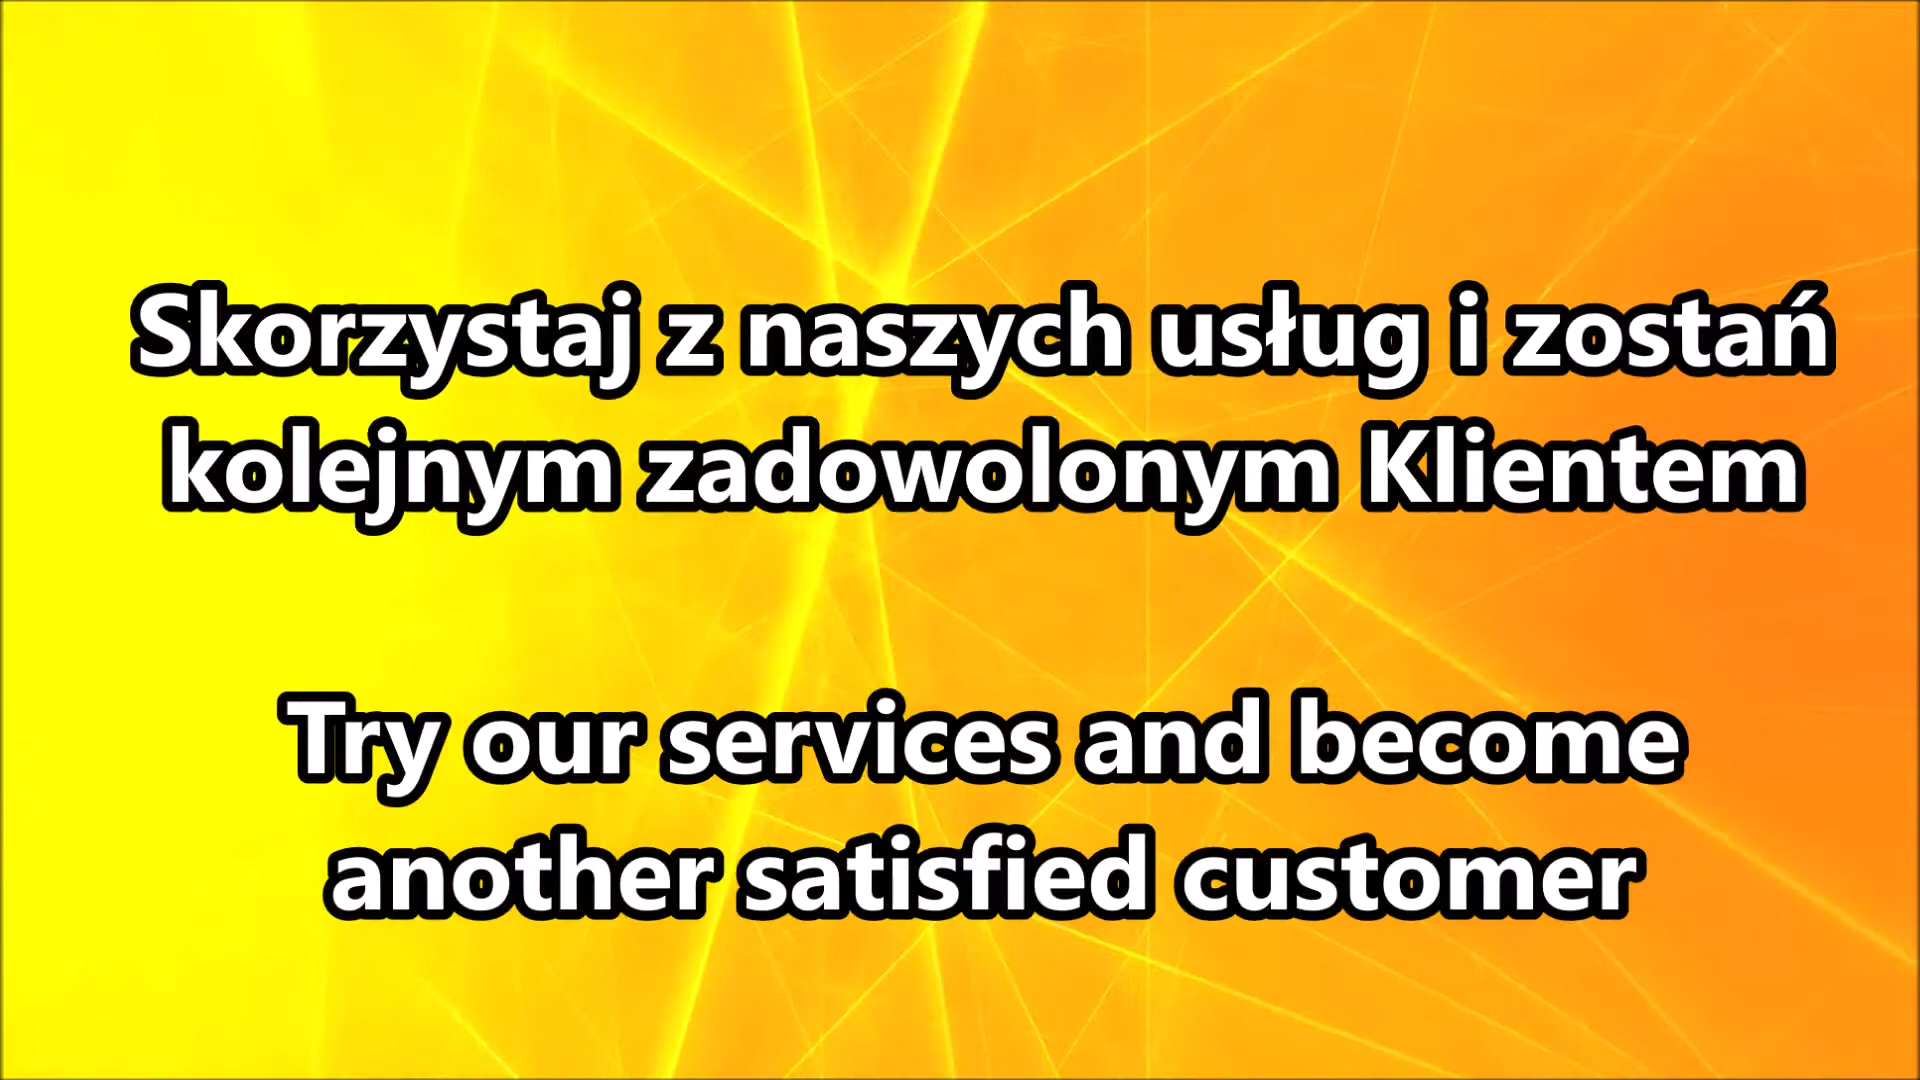 Skorzystaj z naszych usług i zostań
kolejnym zadowolonym Klientem
Try our services and become
another satisfied customer